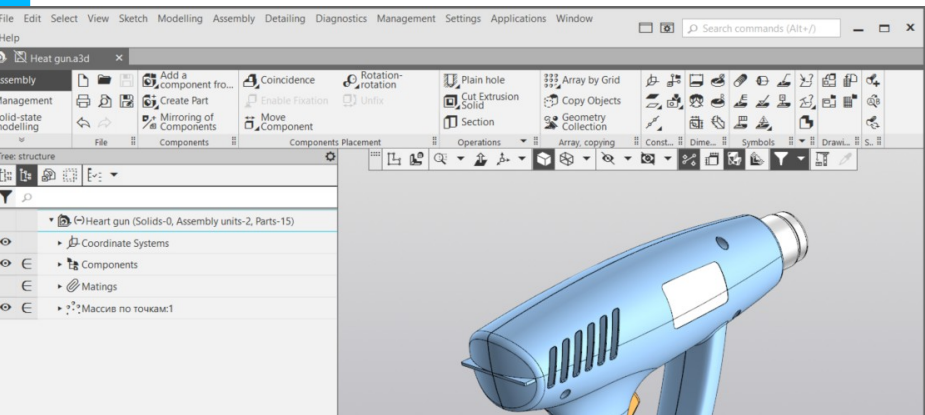 File Edit Select View Sketch Modelling Assembly Detailing Diagnostics Management Settings Applications Window
Search commands (Alt+/)
Help
Heat gun.a3d
Assembly
Management
Solid-state
modelling
Add a
component fro...
Create Part
Mirroring of
Components
Coincidence
Enable Fixation
Move
Component
Rotation-
rotation
Unfix
Plain hole
Cut Extrusion
Solid
Section
Array by Grid
Copy Objects
Geometry
Collection
File Components Components Placement Operations Array, copying Const... Dime... Symbols Drawi... S...
Tree: structure
Heart gun (Solids-0, Assembly units-2, Parts-15)
Coordinate Systems
Components
Matings
Массив по точкам:1